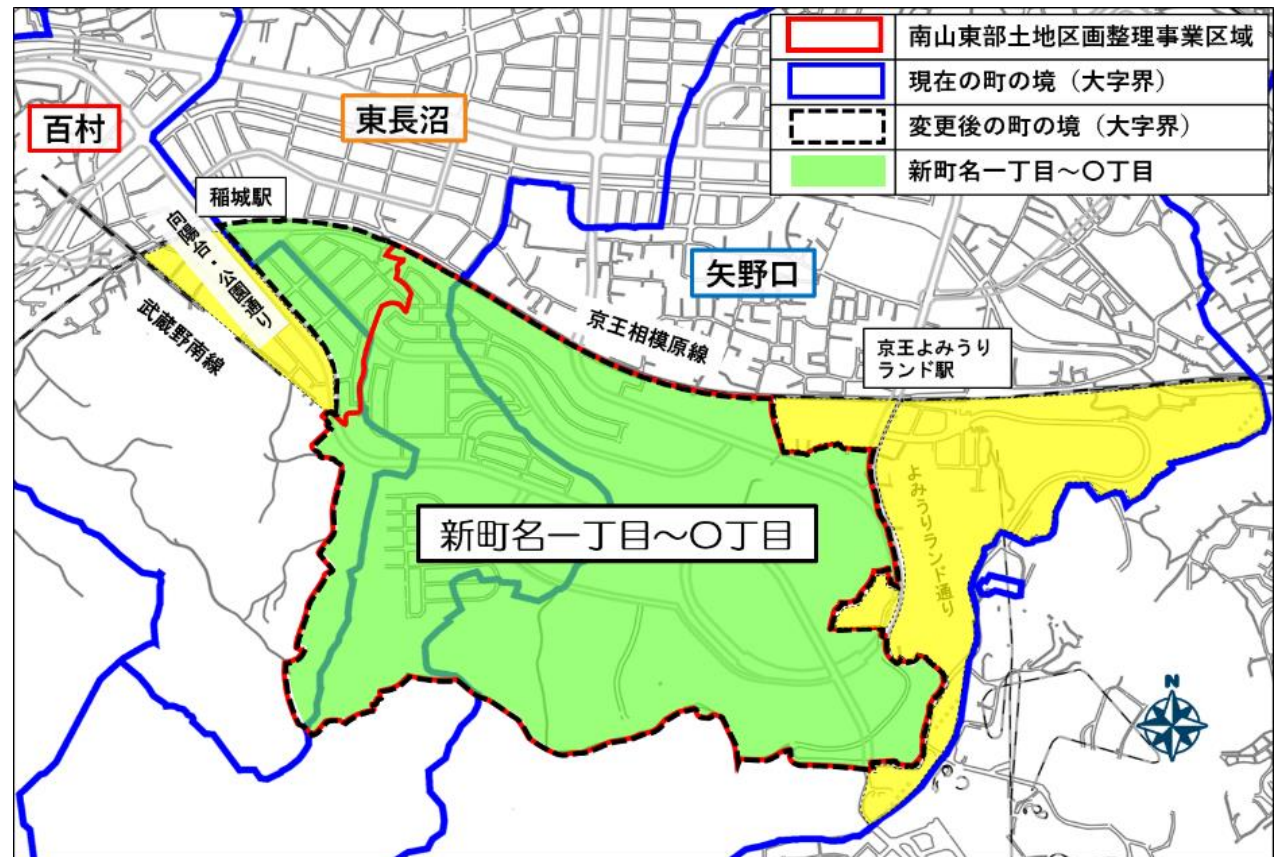 南山東部土地区画整理事業区域
現在の町の境（大字界）
変更後の町の境（大字界）
新町名一丁目～〇丁目
百村
東長沼
稲城駅
向陽台・公園通り
武蔵野南線
矢野口
京王相模原線
京王よみうり
ランド駅
よみうりランド通り
新町名一丁目～〇丁目
N